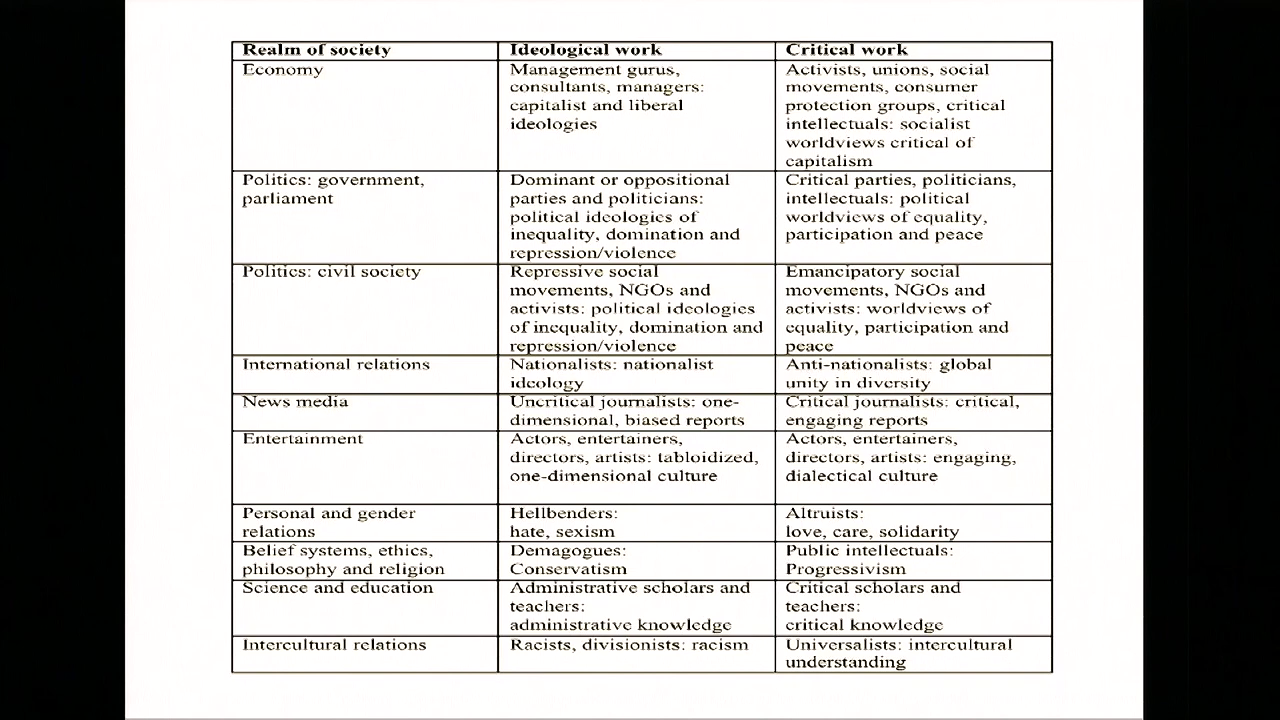 Realm of society
Ideological work
Critical work
Economy
Management gurus,
consultants, managers:
capitalist and liberal
ideologies
Activists, unions, social
movements, consumer
protection groups, critical
intellectuals: socialist
worldviews critical of
capitalism
Politics: government,
parliament
Dominant or oppositional
parties and politicians:
political ideologies of
inequality, domination and
repression/violence
Critical parties, politicians,
intellectuals: political
worldviews of equality,
participation and peace
Politics: civil society
Repressive social
movements, NGOs and
activists: political ideologies
of inequality, domination and
repression/violence
Emancipatory social
movements, NGOs and
activists: worldviews of
equality, participation and
peace
International relations
Nationalists: nationalist
ideology
Anti-nationalists: global
unity in diversity
News media
Uncritical journalists: one-
dimensional, biased reports
Critical journalists: critical,
engaging reports
Entertainment
Actors, entertainers,
directors, artists: tabloidized,
one-dimensional culture
Actors, entertainers,
directors, artists: engaging,
dialectical culture
Personal and gender
relations
Hellbenders:
hate, sexism
Altruists:
love, care, solidarity
Belief systems, ethics,
philosophy and religion
Demagogues:
Conservatism
Public intellectuals:
Progressivism
Science and education
Administrative scholars and
teachers:
administrative knowledge
Critical scholars and
teachers:
critical knowledge
Intercultural relations
Racists, divisionists: racism
Universalists: intercultural
understanding